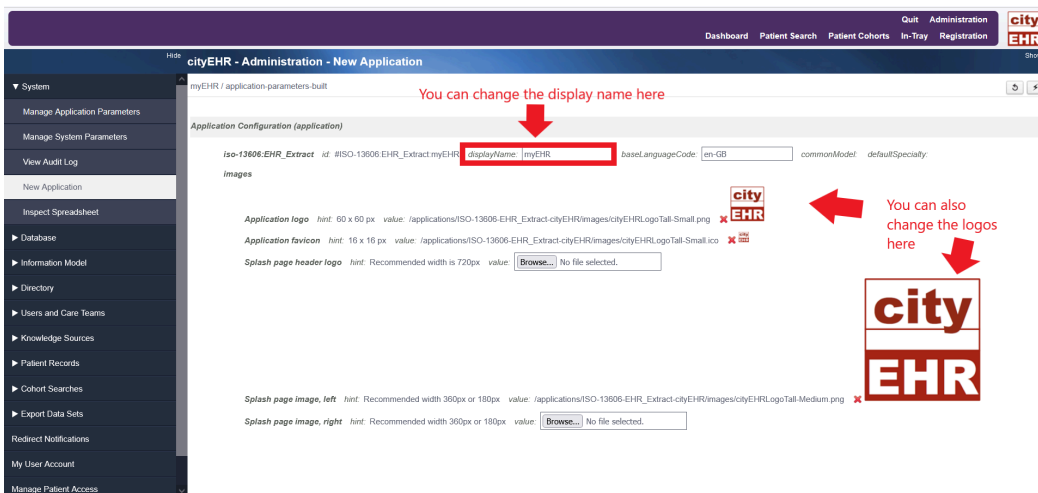 Quit Administration
Dashboard Patient Search Patient Cohorts In-Tray Registration
city
EHR
Hide
cityEHR - Administration - New Application
Sho
▼ System
Manage Application Parameters
Manage System Parameters
View Audit Log
New Application
Inspect Spreadsheet
▶ Database
▶ Information Model
▶ Directory
▶ Users and Care Teams
▶ Knowledge Sources
▶ Patient Records
▶ Cohort Searches
▶ Export Data Sets
Redirect Notifications
My User Account
Manage Patient Access
myEHR / application-parameters-built
You can change the display name here
Application Configuration (application)
iso-13606:EHR_Extract id: #ISO-13606:EHR_Extract:myEHR displayName: myEHR baseLanguageCode: en-GB commonModel: defaultSpecialty:
images
city
EHR
Application logo hint: 60 x 60 px value: /applications/ISO-13606-EHR_Extract-cityEHR/images/cityEHRLogoTall-Small.png
You can also
change the logos
here
Application favicon hint: 16 x 16 px value: /applications/ISO-13606-EHR_Extract-cityEHR/images/cityEHRLogoTall-Small.ico
Splash page header logo hint: Recommended width is 720px value: Browse... No file selected.
city
EHR
Splash page image, left hint: Recommended width 360px or 180px value: /applications/ISO-13606-EHR_Extract-cityEHR/images/cityEHRLogoTall-Medium.png
Splash page image, right hint: Recommended width 360px or 180px value: Browse... No file selected.